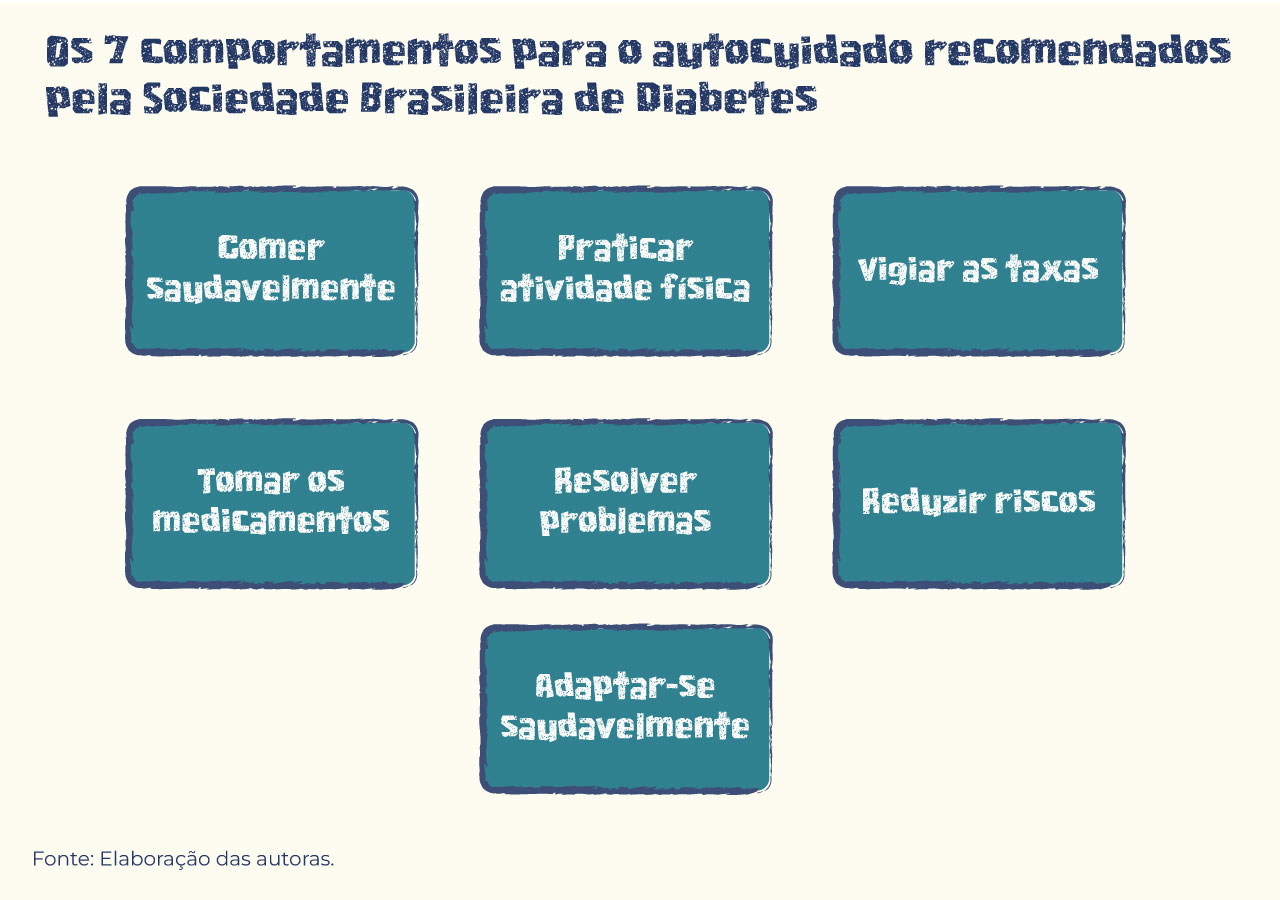 Os 7 comportamentos para o autocuidado recomendados
pela Sociedade Brasileira de Diabetes
Comer
saudavelmente
Praticar
atividade física
Vigiar as taxas
Tomar os
medicamentos
Resolver
problemas
Reduzir riscos
Adaptar-se
saudavelmente
Fonte: Elaboração das autoras.